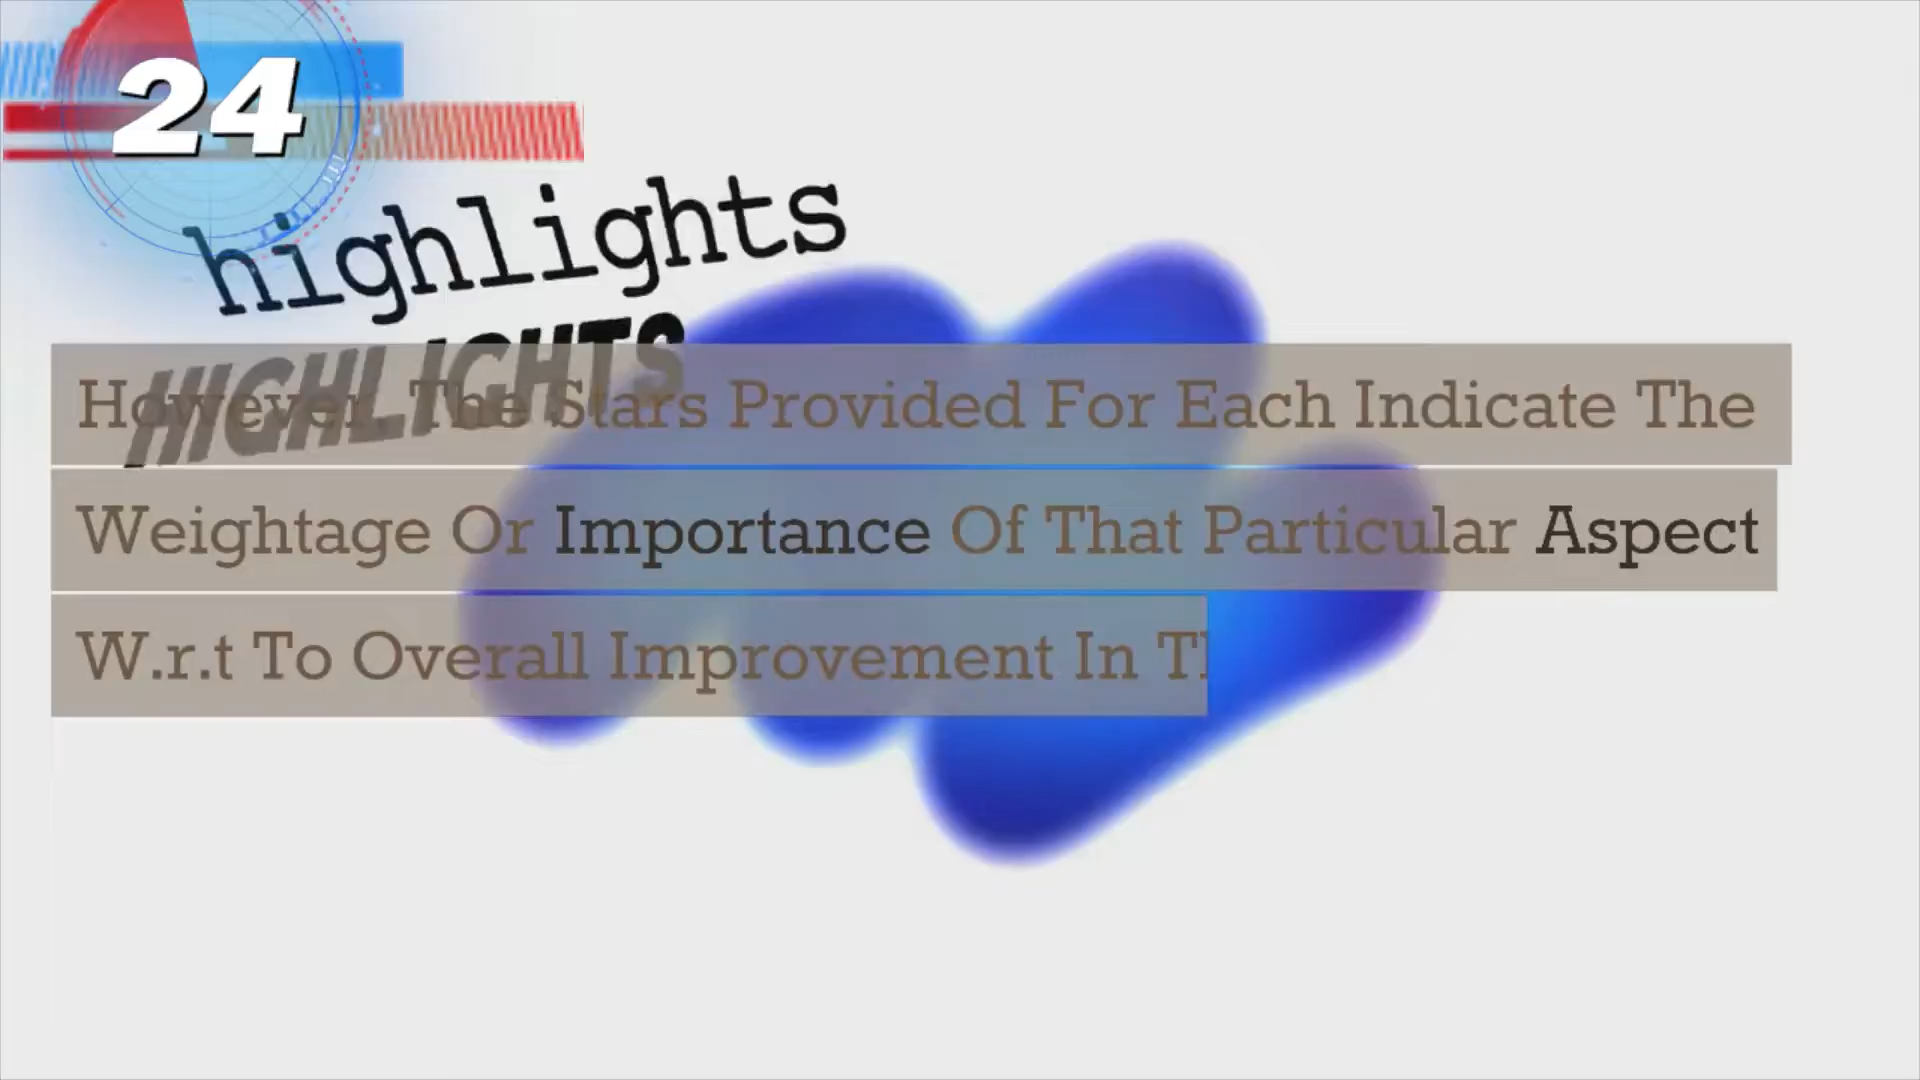 24
highlights
HIGHLIGHTS
However, The Stars Provided For Each Indicate The
Weightage Or Importance Of That Particular Aspect
W.r.t To Overall Improvement In